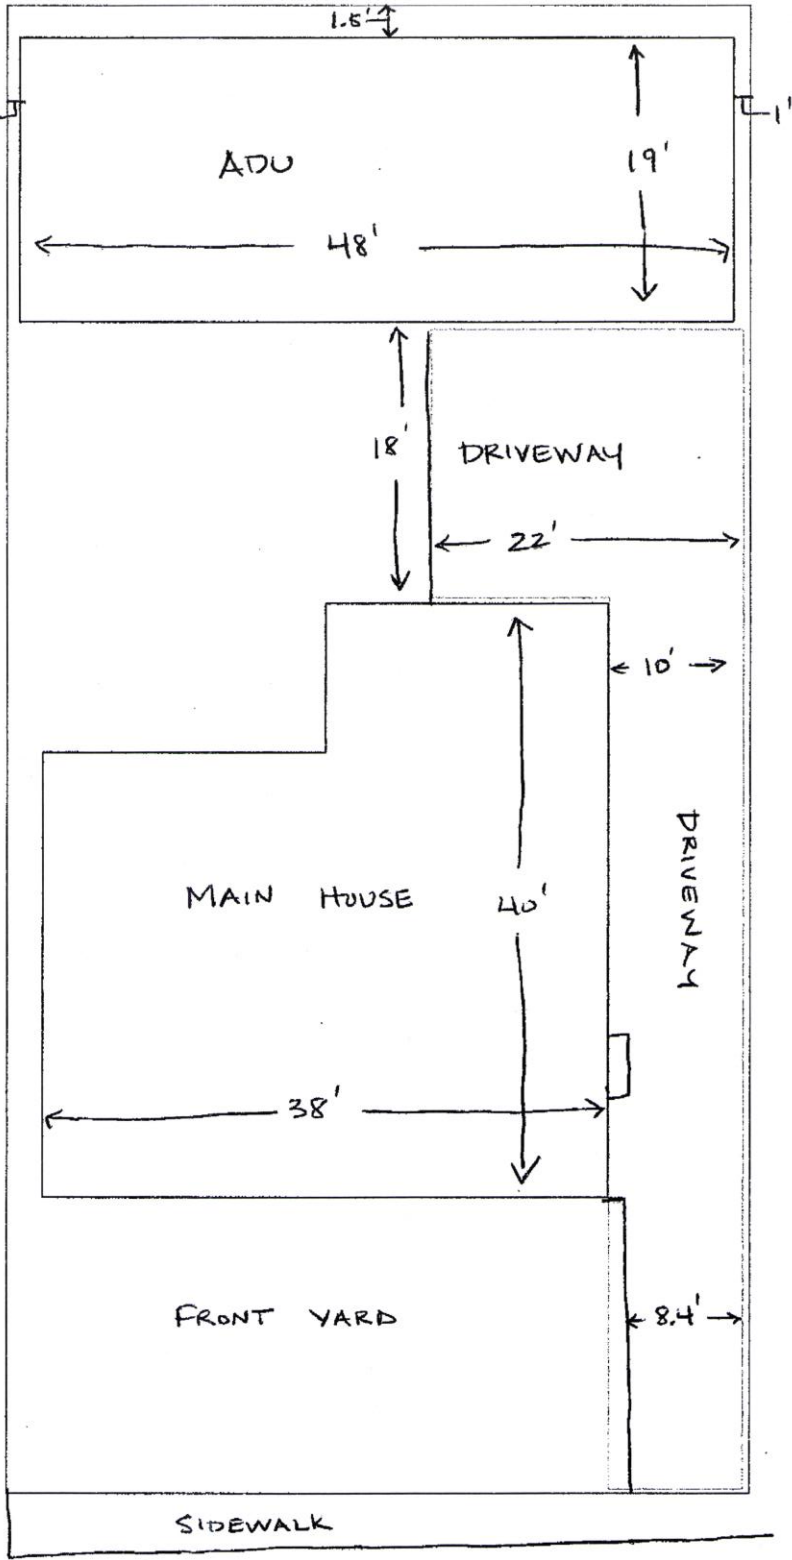 1.5'
ADU
19'
1'
48'
18'
DRIVEWAY
22'
10'
DRIVEWAY
MAIN HOUSE
40'
38'
FRONT YARD
8.4'
SIDEWALK